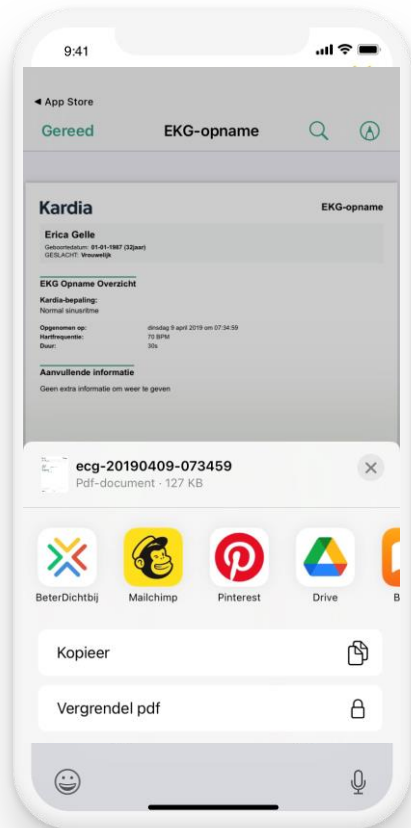 9:41
◀ App Store
Gereed EKG-opname
Kardia EKG-opname
Erica Gelle
Geboortedatum: 01-01-1987 (32jaar)
GESLACHT: Vrouwelijk
EKG Opname Overzicht
Kardia-bepaling:
Normal sinusritme
Opgenomen op: dinsdag 9 april 2019 om 07:34:59
Hartfrequentie: 70 BPM
Duur: 30s
Aanvullende informatie
Geen extra informatie om weer te geven
ecg-20190409-073459
Pdf-document · 127 KB
BeterDichtbij Mailchimp Pinterest Drive B
Kopieer
Vergrendel pdf